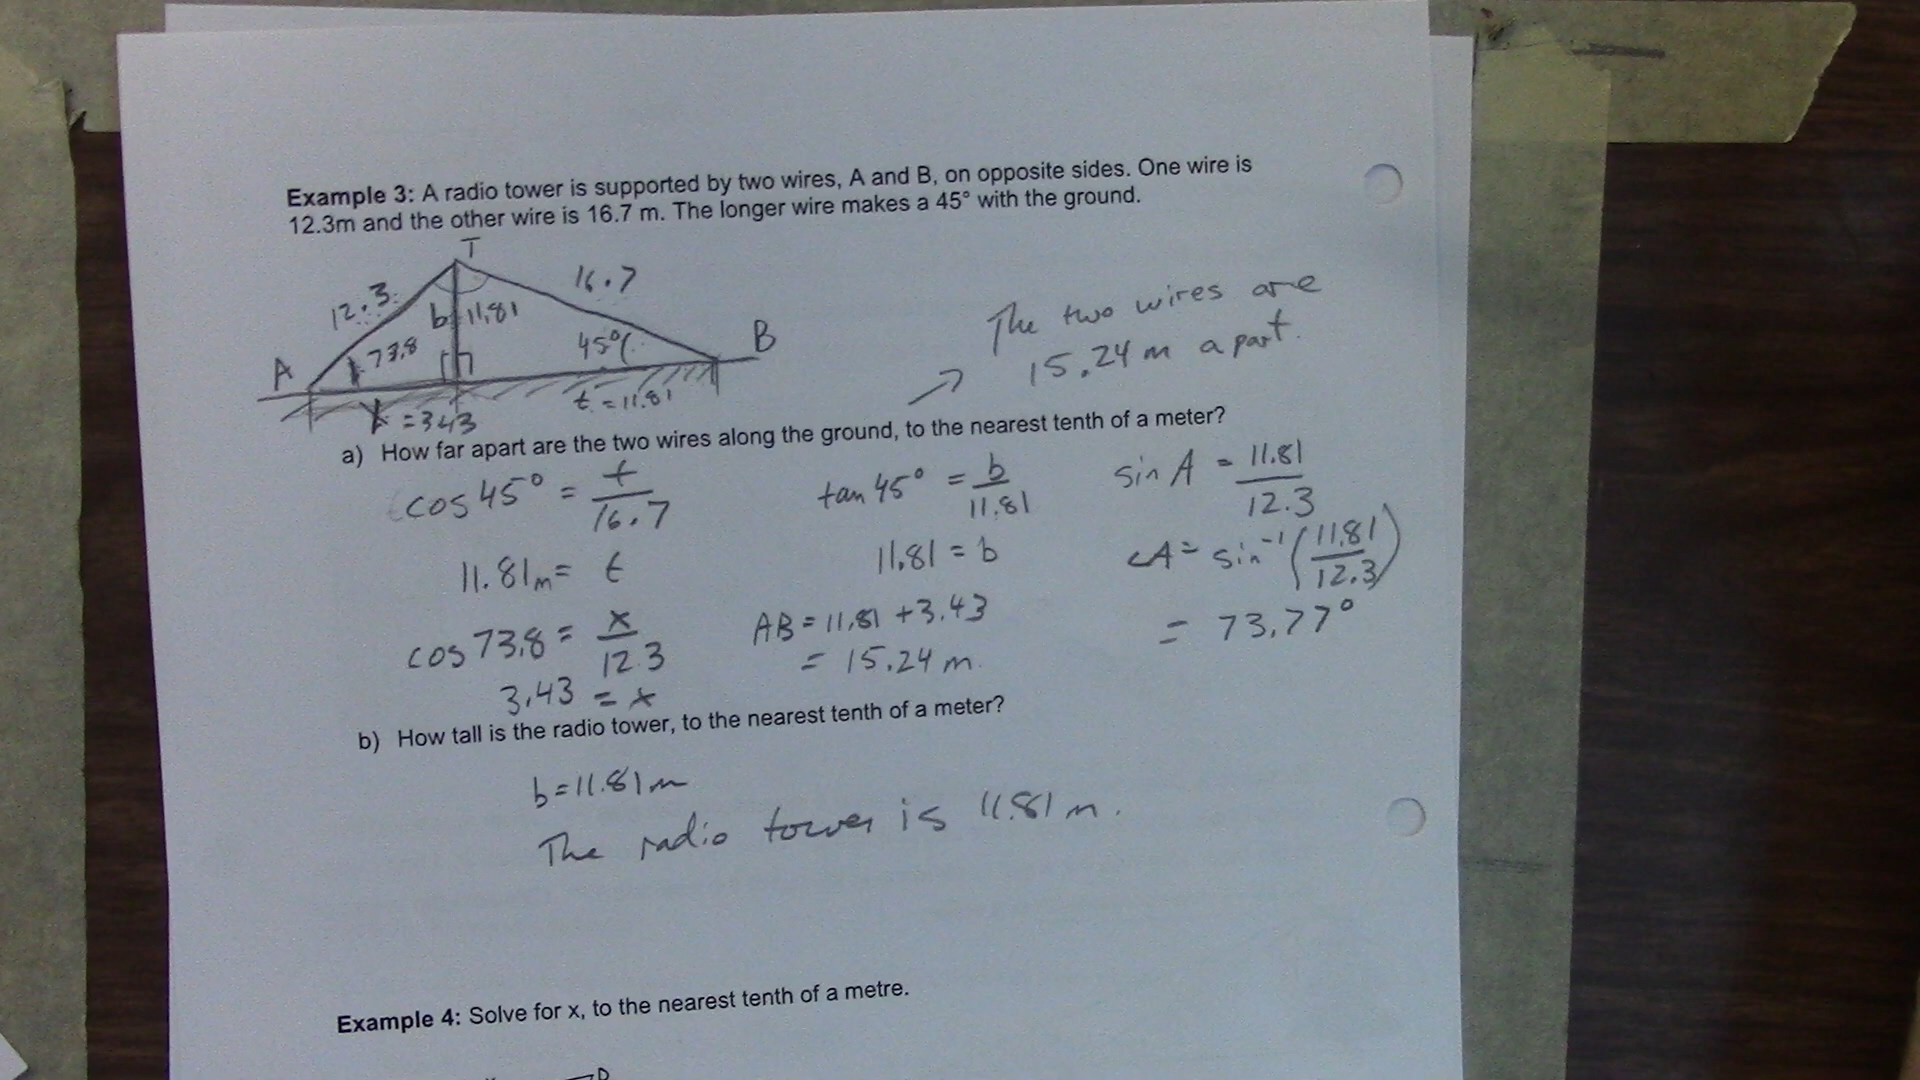 Example 3: A radio tower is supported by two wires, A and B, on opposite sides. One wire is
12.3m and the other wire is 16.7 m. The longer wire makes a 45° with the ground.
T
12.3
16.7
b 11.81
73.8
45°
A
B
x = 3.43
t = 11.81
The two wires are
15.24 m apart.
a) How far apart are the two wires along the ground, to the nearest tenth of a meter?
cos 45° = t/16.7
11.81m = t
cos 73.8 = x/12.3
3.43 = x
tan 45° = b/11.81
11.81 = b
AB = 11.81 + 3.43
= 15.24 m.
sin A = 11.81/12.3
∠A = sin⁻¹(11.81/12.3)
= 73.77°
b) How tall is the radio tower, to the nearest tenth of a meter?
b = 11.81 m
The radio tower is 11.81 m.
Example 4: Solve for x, to the nearest tenth of a metre.
D